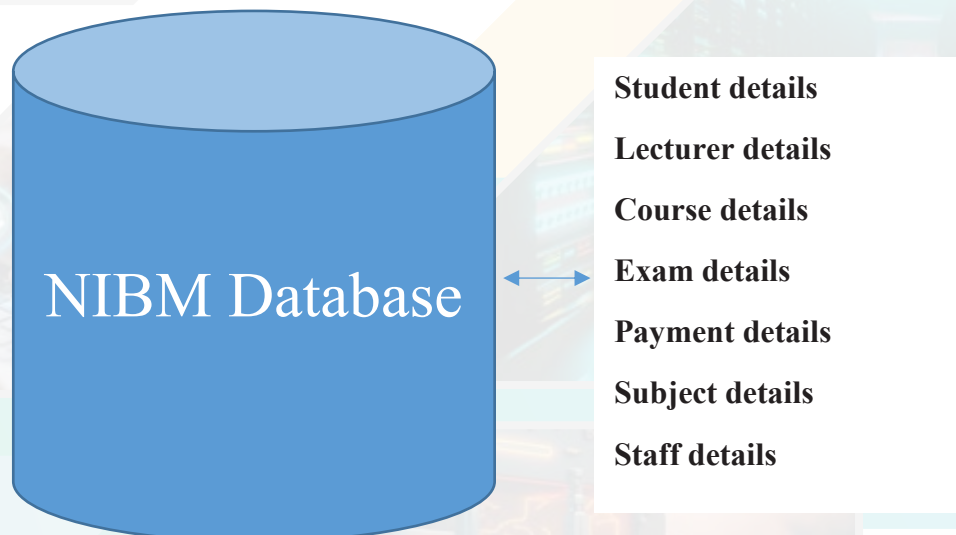 NIBM Database
Student details
Lecturer details
Course details
Exam details
Payment details
Subject details
Staff details